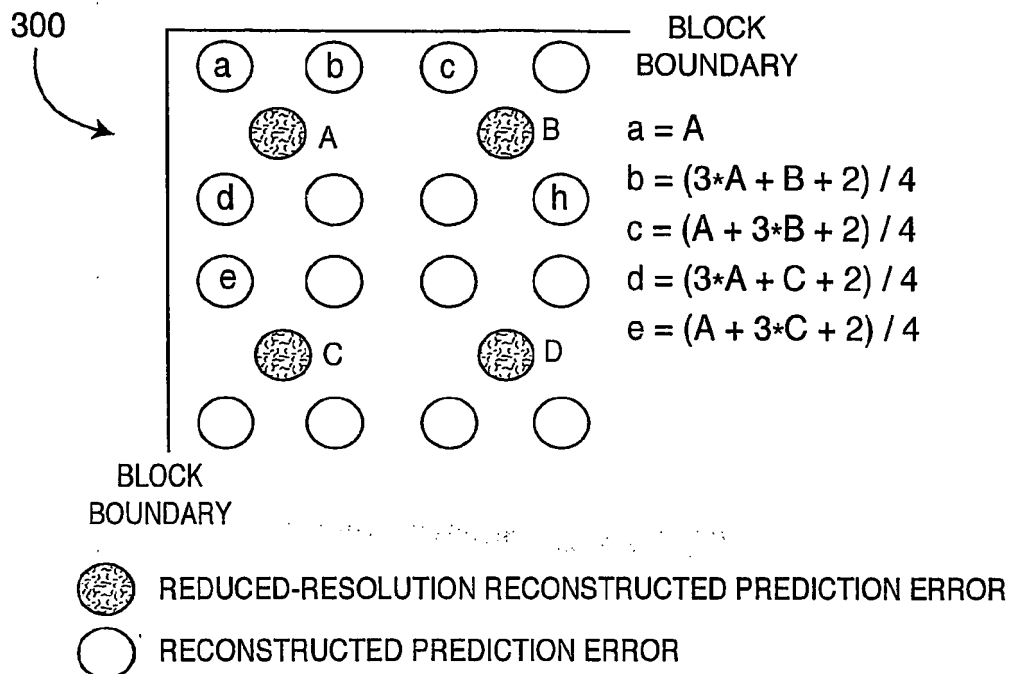 300
BLOCK
BOUNDARY
a b c
A B
d h
e
C D
a = A
b = (3*A + B + 2) / 4
c = (A + 3*B + 2) / 4
d = (3*A + C + 2) / 4
e = (A + 3*C + 2) / 4
BLOCK
BOUNDARY
REDUCED-RESOLUTION RECONSTRUCTED PREDICTION ERROR
RECONSTRUCTED PREDICTION ERROR